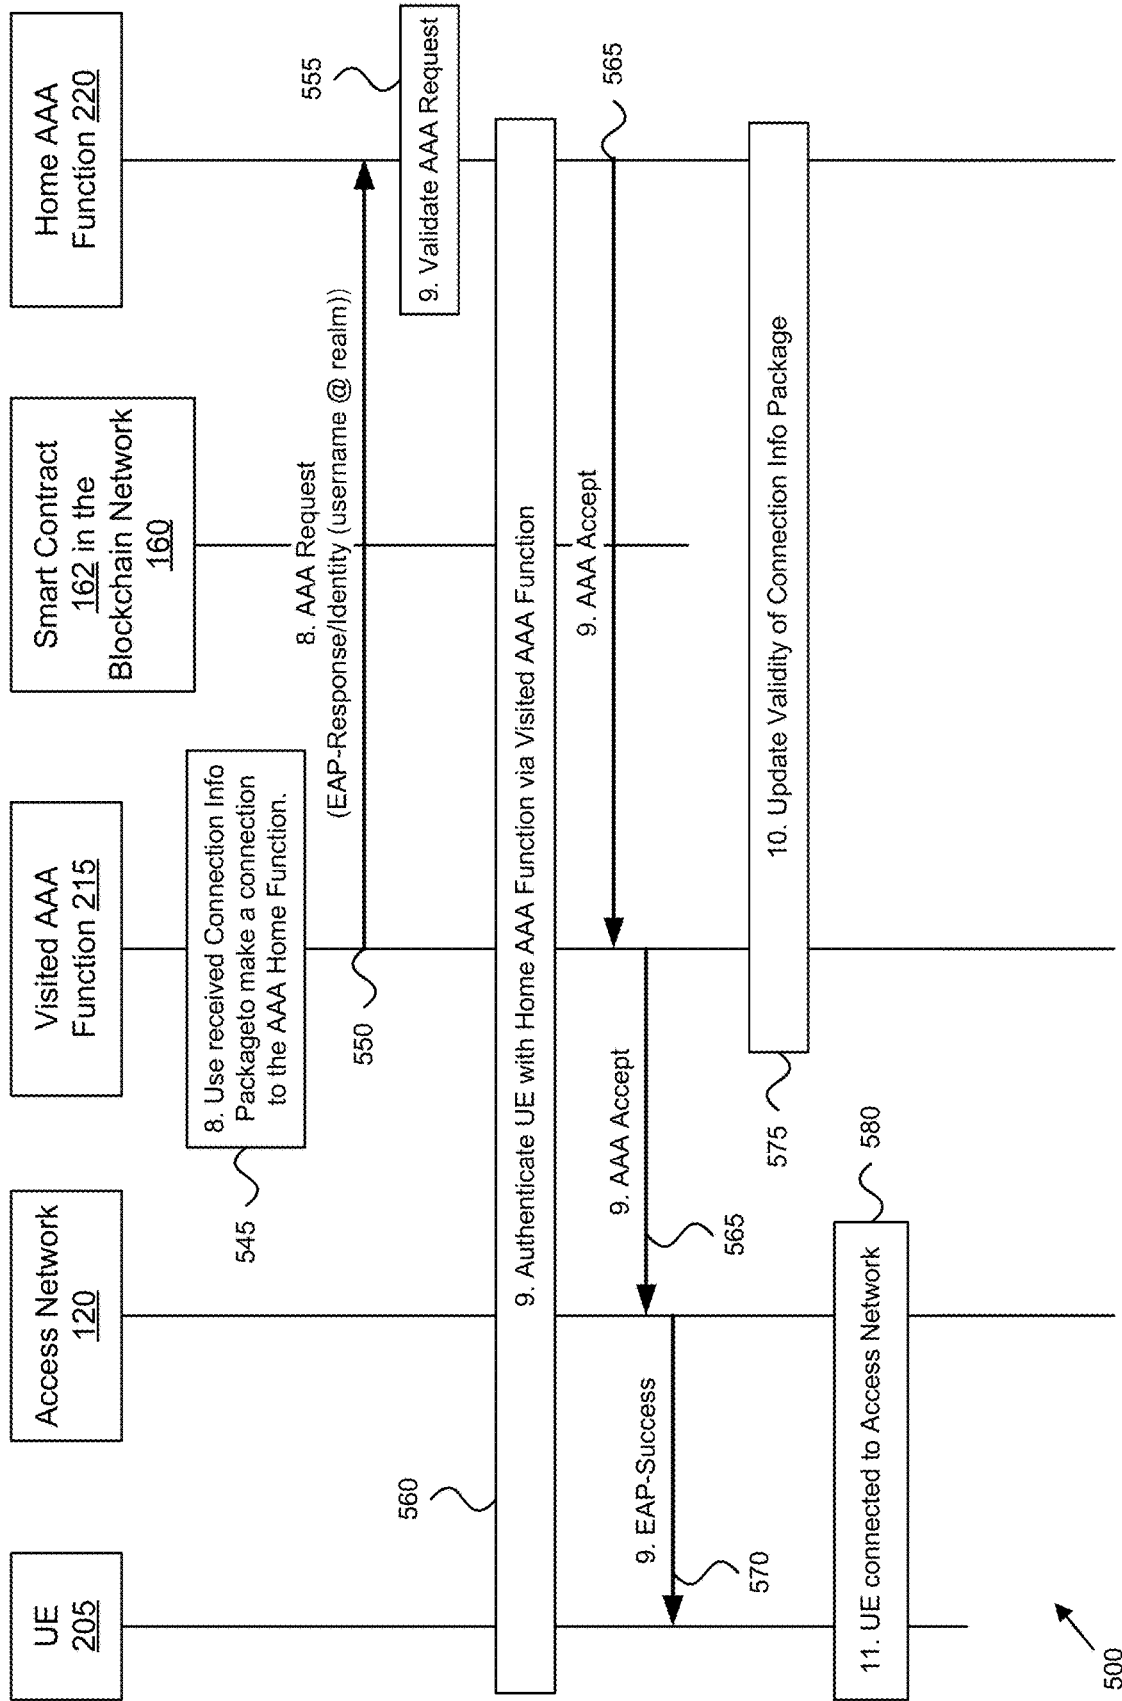 UE
205
Access Network
120
Visited AAA
Function 215
Smart Contract
162 in the
Blockchain Network
160
Home AAA
Function 220
8. Use received Connection Info
Packageto make a connection
to the AAA Home Function.
545
8. AAA Request
(EAP-Response/Identity (username @ realm))
550
555
9. Validate AAA Request
560
9. Authenticate UE with Home AAA Function via Visited AAA Function
9. AAA Accept
565
9. AAA Accept
565
9. EAP-Success
570
10. Update Validity of Connection Info Package
575
11. UE connected to Access Network
580
500